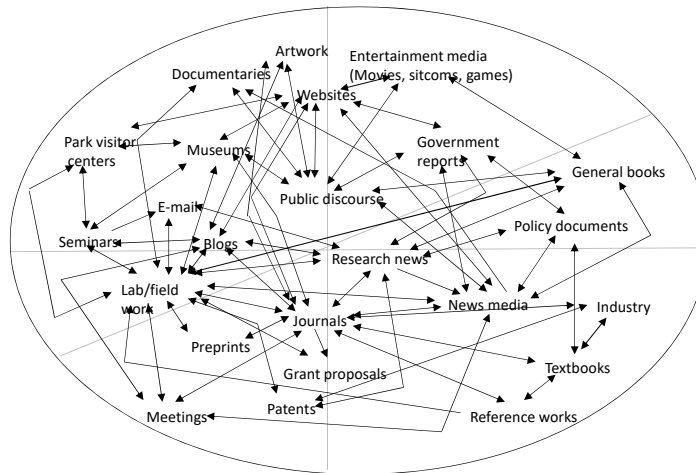 Artwork
Entertainment media
(Movies, sitcoms, games)
Documentaries
Websites
Park visitor
centers
Museums
Government
reports
General books
Public discourse
E-mail
Policy documents
Seminars
Blogs
Research news
Lab/field
work
News media
Industry
Journals
Preprints
Grant proposals
Textbooks
Patents
Meetings
Reference works